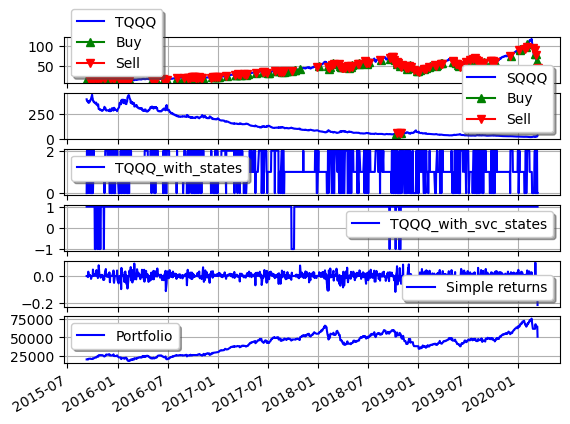 TQQQ
Buy
Sell
100
50
SQQQ
Buy
Sell
250
0
2
0
TQQQ_with_states
1
0
−1
TQQQ_with_svc_states
0.0
−0.2
Simple returns
75000
50000
25000
Portfolio
2015-07 2016-01 2016-07 2017-01 2017-07 2018-01 2018-07 2019-01 2019-07 2020-01